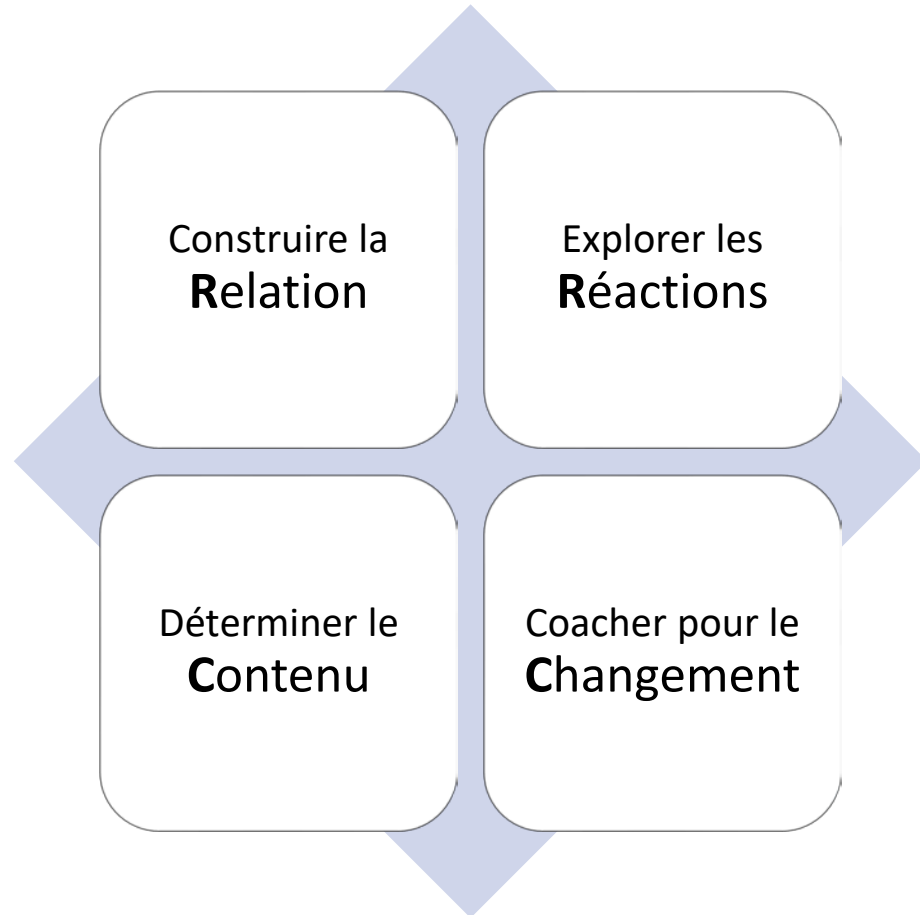 Construire la
Relation
Explorer les
Réactions
Déterminer le
Contenu
Coacher pour le
Changement